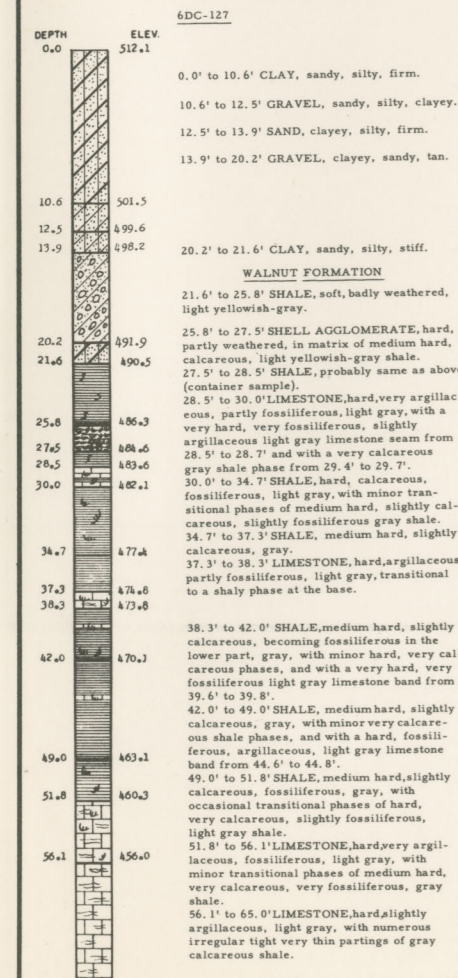 6DC-127
DEPTH ELEV.
0.0 512.1
0.0' to 10.6' CLAY, sandy, silty, firm.
10.6' to 12.5' GRAVEL, sandy, silty, clayey.
12.5' to 13.9' SAND, clayey, silty, firm.
13.9' to 20.2' GRAVEL, clayey, sandy, tan.
10.6 501.5
12.5 499.6
13.9 498.2
20.2' to 21.6' CLAY, sandy, silty, stiff.
WALNUT FORMATION
21.6' to 25.8' SHALE, soft, badly weathered,
light yellowish-gray.
20.2 491.9
21.6 490.5
25.8' to 27.5' SHELL AGGLOMERATE, hard,
partly weathered, in matrix of medium hard,
calcareous, light yellowish-gray shale.
27.5' to 28.5' SHALE, probably same as above
(container sample).
25.8 486.3
27.5 484.6
28.5 483.6
30.0 482.1
28.5' to 30.0' LIMESTONE, hard, very argillac
eous, partly fossiliferous, light gray, with a
very hard, very fossiliferous, slightly
argillaceous light gray limestone seam from
28.5' to 28.7' and with a very calcareous
gray shale phase from 29.4' to 29.7'.
30.0' to 34.7' SHALE, hard, calcareous,
fossiliferous, light gray, with minor tran-
sitional phases of medium hard, slightly cal-
careous, slightly fossiliferous gray shale.
34.7 477.4
34.7' to 37.3' SHALE, medium hard, slightly
calcareous, gray.
37.3 474.8
38.3 473.8
37.3' to 38.3' LIMESTONE, hard, argillaceous
partly fossiliferous, light gray, transitional
to a shaly phase at the base.
38.3' to 42.0' SHALE, medium hard, slightly
calcareous, becoming fossiliferous in the
lower part, gray, with minor hard, very cal
careous phases, and with a very hard, very
fossiliferous light gray limestone band from
39.6' to 39.8'.
42.0 470.1
42.0' to 49.0' SHALE, medium hard, slightly
calcareous, gray, with minor very calcare-
ous shale phases, and with a hard, fossili-
ferous, argillaceous, light gray limestone
band from 44.6' to 44.8'.
49.0 463.1
49.0' to 51.8' SHALE, medium hard, slightly
calcareous, fossiliferous, gray, with
occasional transitional phases of hard,
very calcareous, slightly fossiliferous,
light gray shale.
51.8 460.3
51.8' to 56.1' LIMESTONE, hard, very argil-
laceous, fossiliferous, light gray, with
minor transitional phases of medium hard,
very calcareous, very fossiliferous, gray
shale.
56.1 456.0
56.1' to 65.0' LIMESTONE, hard, slightly
argillaceous, light gray, with numerous
irregular tight very thin partings of gray
calcareous shale.